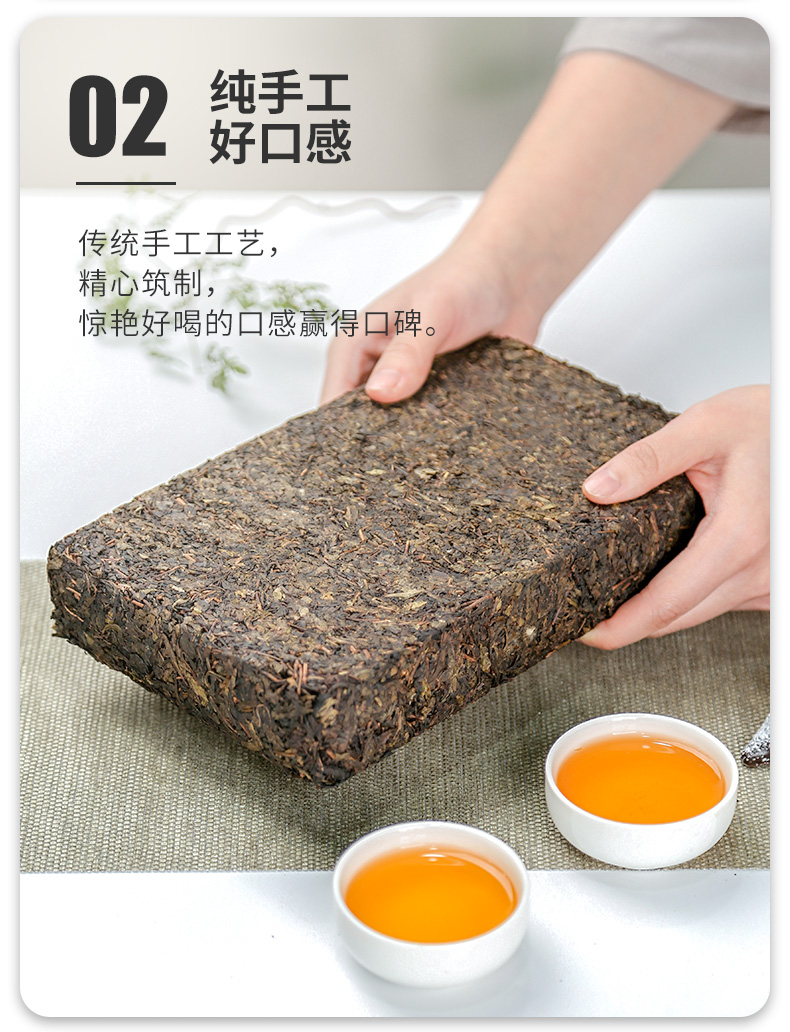 02
纯手工
好口感
传统手工工艺，
精心筑制，
惊艳好喝的口感赢得口碑。